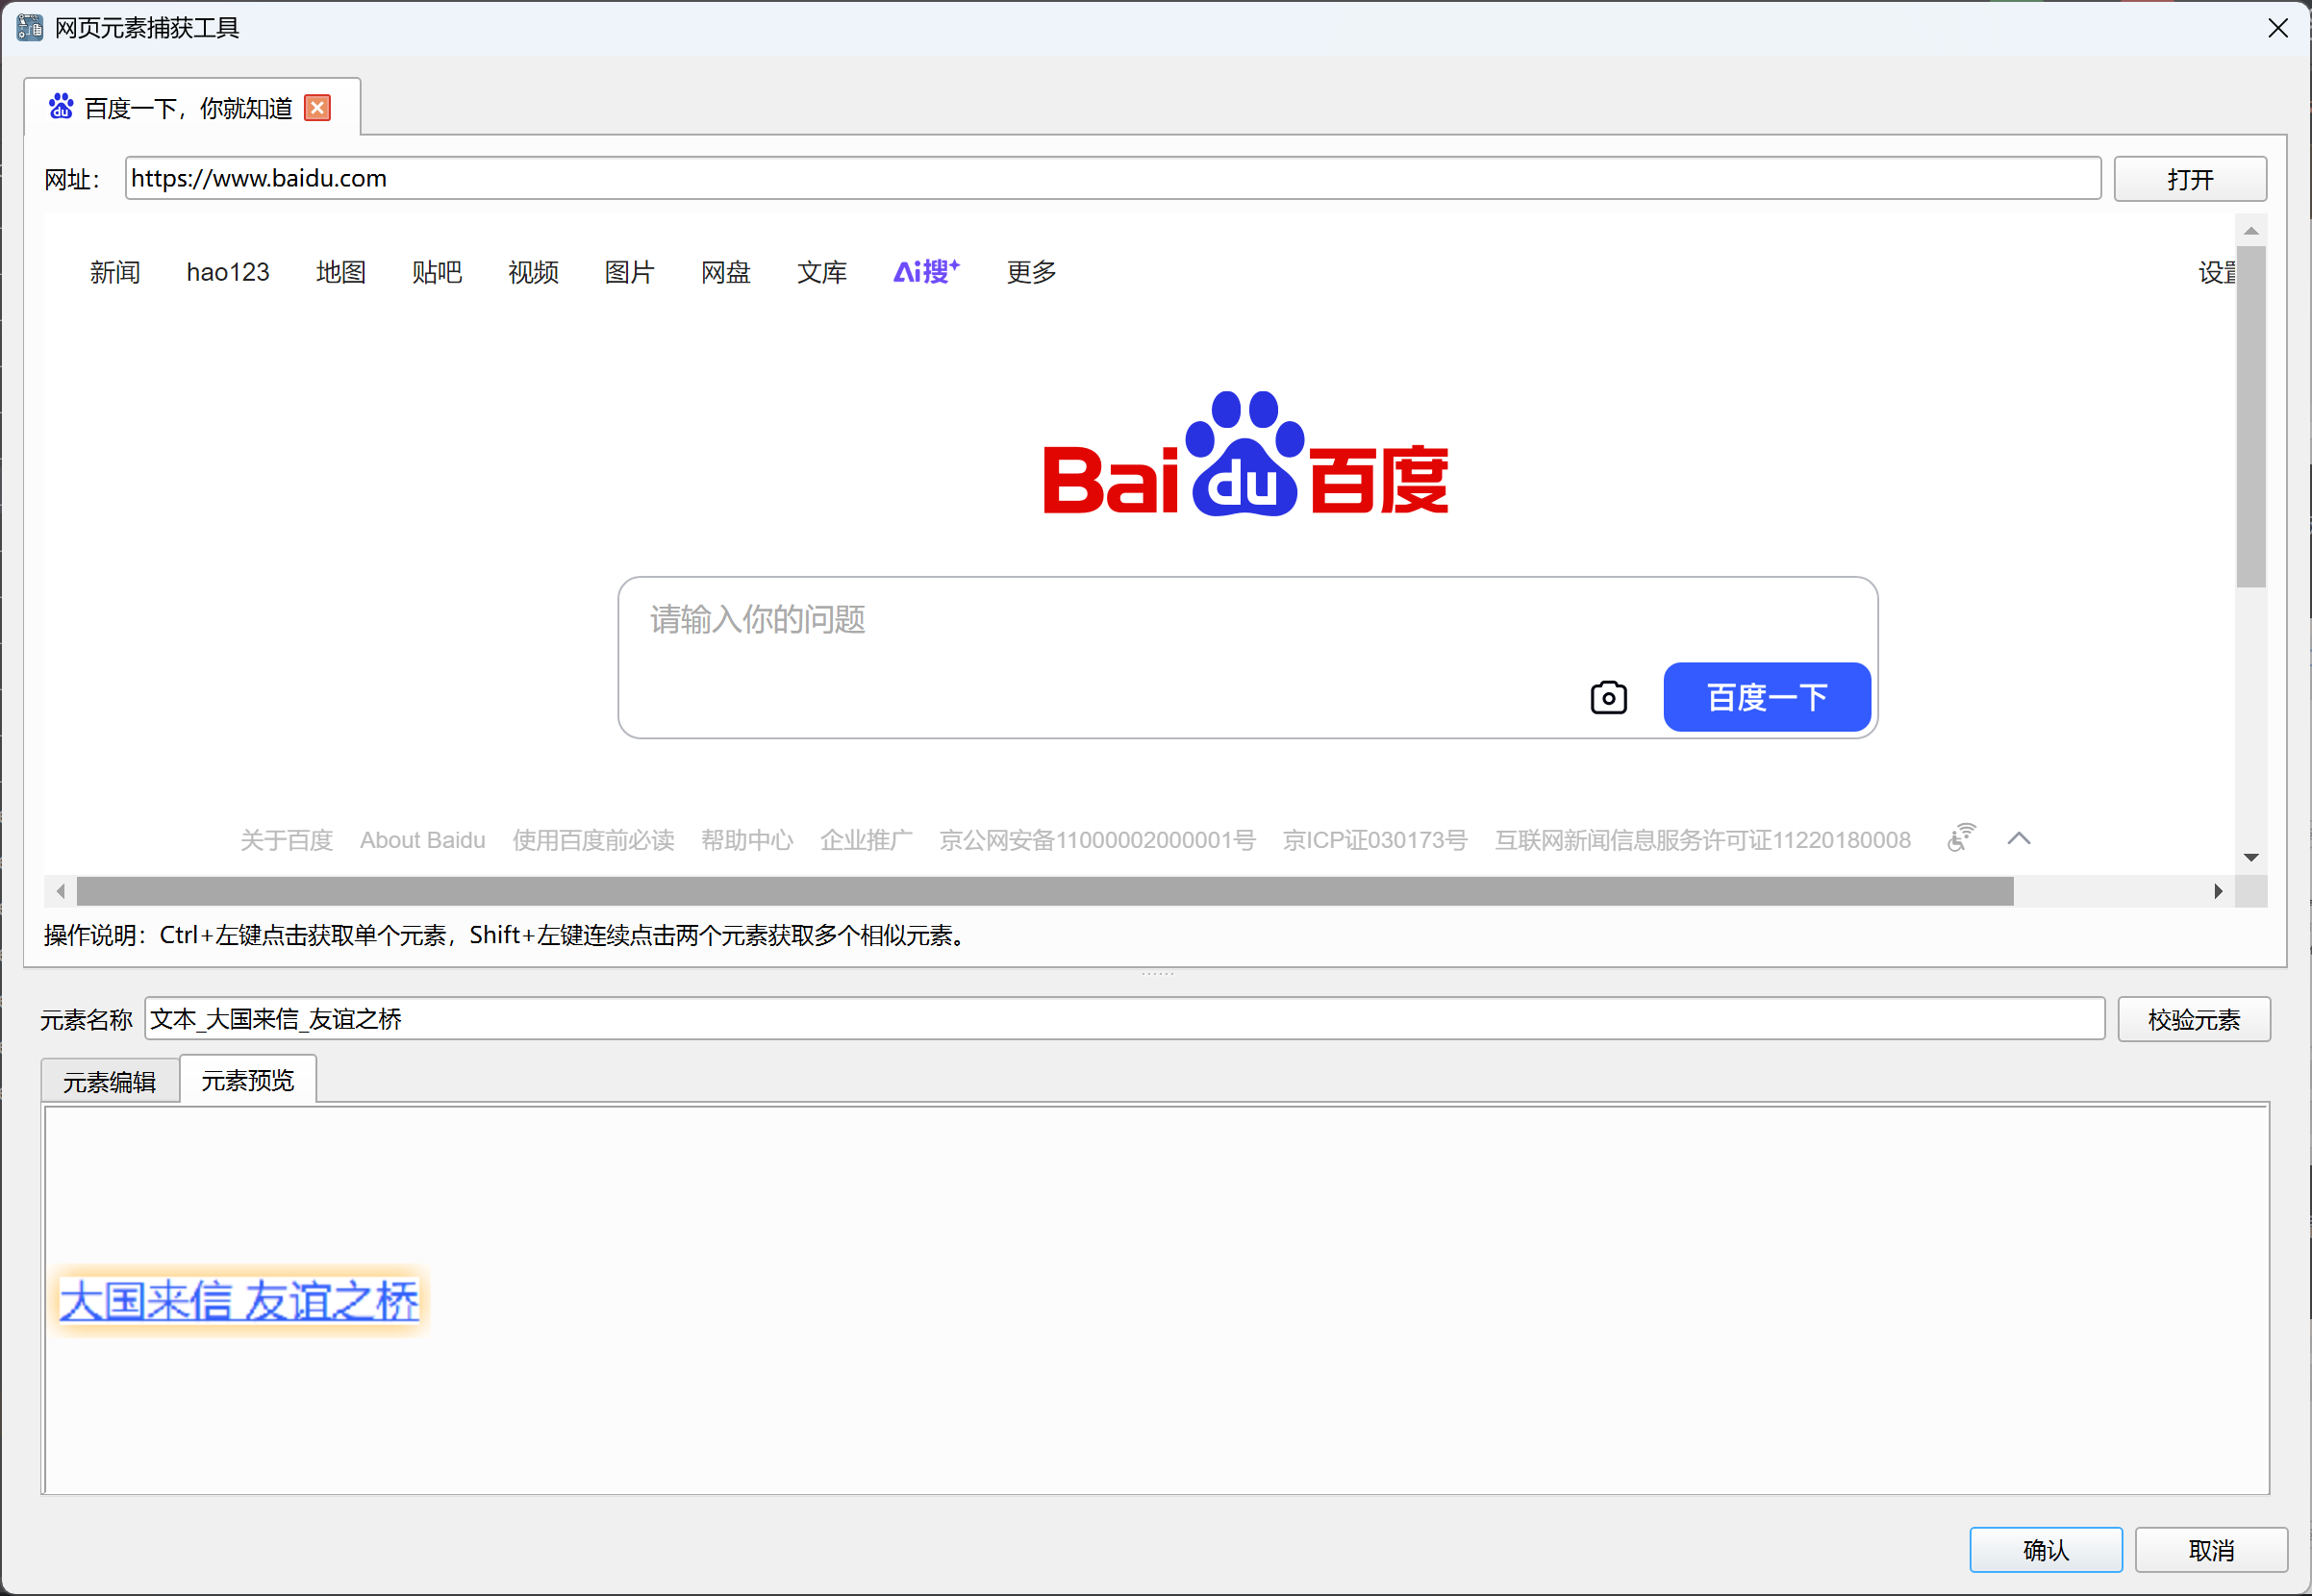 网页元素捕获工具
百度一下，你就知道
网址： https://www.baidu.com 打开
新闻 hao123 地图 贴吧 视频 图片 网盘 文库 Ai搜+ 更多 设置
Bai du 百度
请输入你的问题
百度一下
关于百度 About Baidu 使用百度前必读 帮助中心 企业推广 京公网安备11000002000001号 京ICP证030173号 互联网新闻信息服务许可证11220180008
操作说明：Ctrl+左键点击获取单个元素，Shift+左键连续点击两个元素获取多个相似元素。
元素名称 文本_大国来信_友谊之桥 校验元素
元素编辑 元素预览
大国来信 友谊之桥
确认 取消